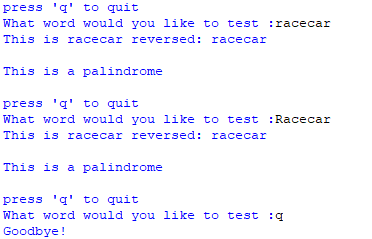 press 'q' to quit
What word would you like to test :racecar
This is racecar reversed: racecar
This is a palindrome
press 'q' to quit
What word would you like to test :Racecar
This is racecar reversed: racecar
This is a palindrome
press 'q' to quit
What word would you like to test :q
Goodbye!